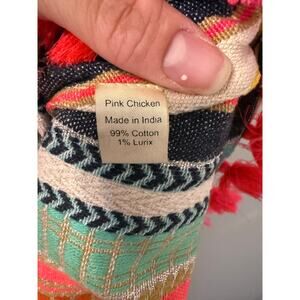 Pink Chicken
Made in India
99% Cotton
1% Lurix